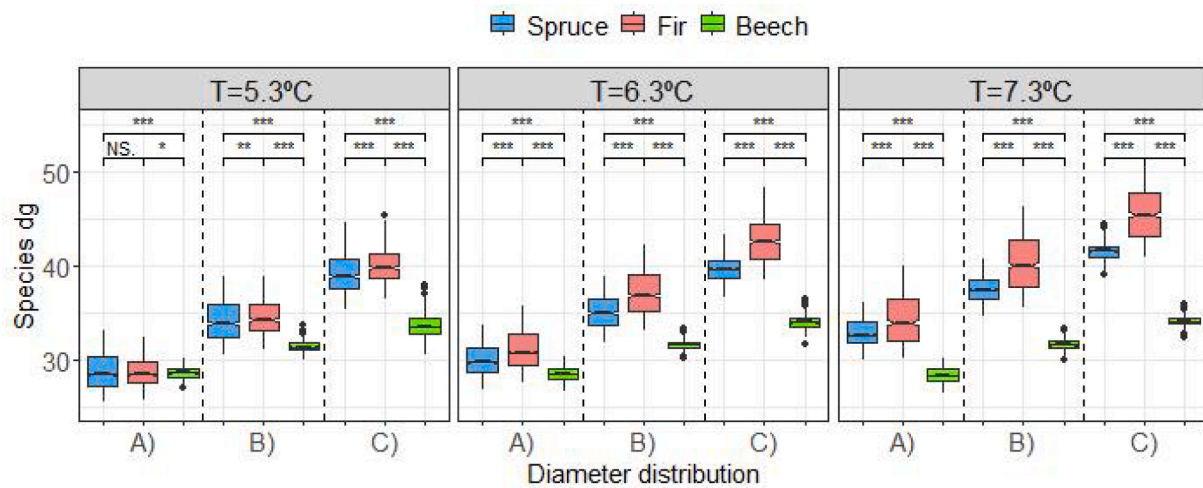 Spruce Fir Beech
T=5.3ºC T=6.3ºC T=7.3ºC
*** *** *** *** *** *** *** *** ***
NS. * ** *** *** *** *** *** *** *** *** *** *** *** *** *** *** ***
50
40
30
Species dg
A) B) C) A) B) C) A) B) C)
Diameter distribution